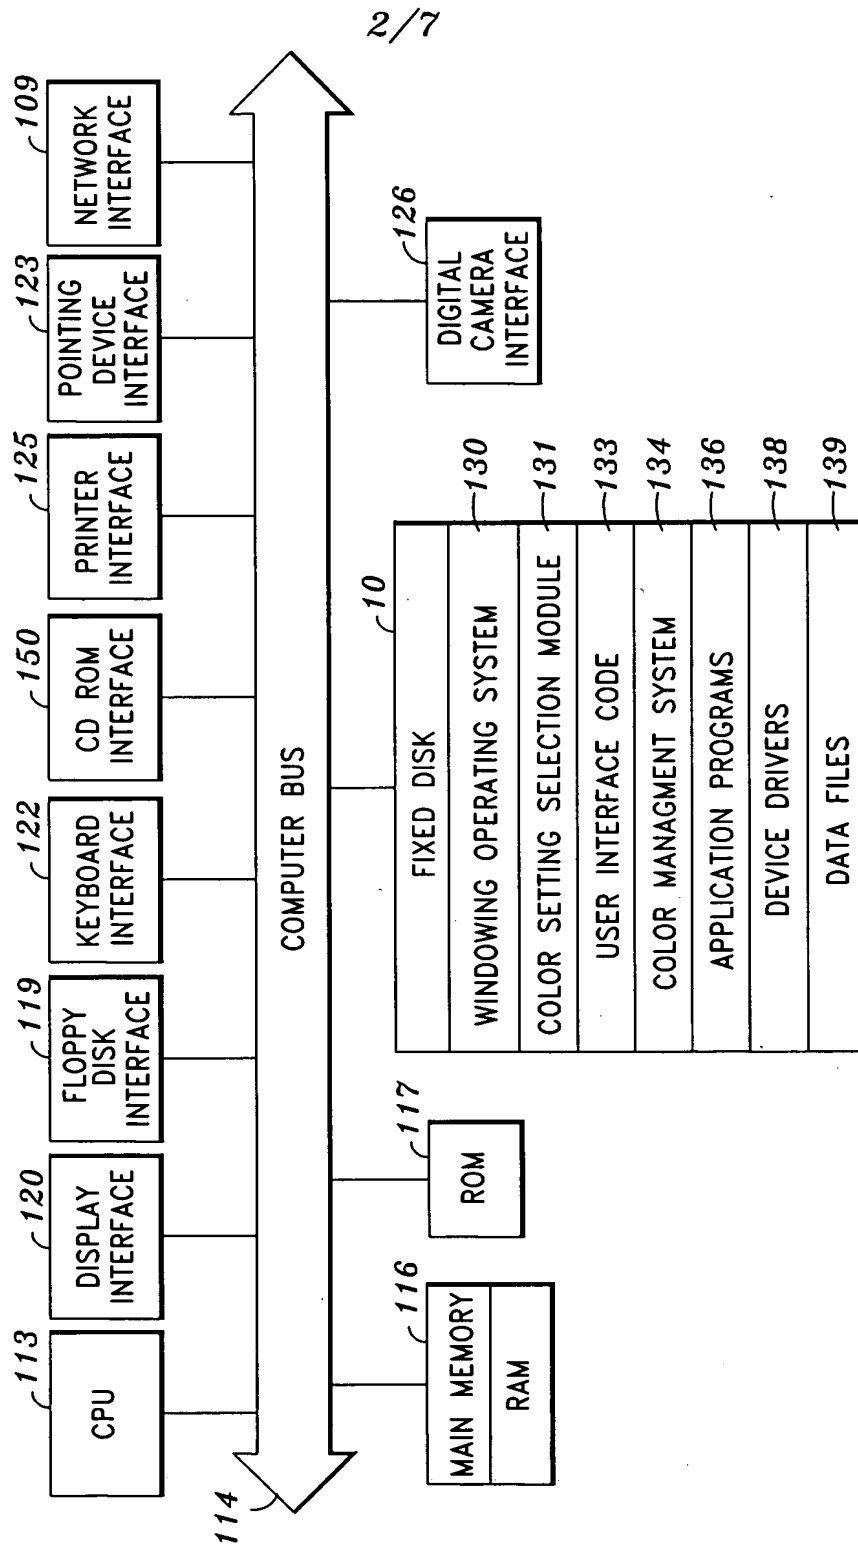 2/7
113
CPU
120
DISPLAY
INTERFACE
119
FLOPPY
DISK
INTERFACE
122
KEYBOARD
INTERFACE
150
CD ROM
INTERFACE
125
PRINTER
INTERFACE
123
POINTING
DEVICE
INTERFACE
109
NETWORK
INTERFACE
114
COMPUTER BUS
116
MAIN MEMORY
RAM
117
ROM
10
FIXED DISK
WINDOWING OPERATING SYSTEM
130
COLOR SETTING SELECTION MODULE
131
USER INTERFACE CODE
133
COLOR MANAGMENT SYSTEM
134
APPLICATION PROGRAMS
136
DEVICE DRIVERS
138
DATA FILES
139
126
DIGITAL
CAMERA
INTERFACE